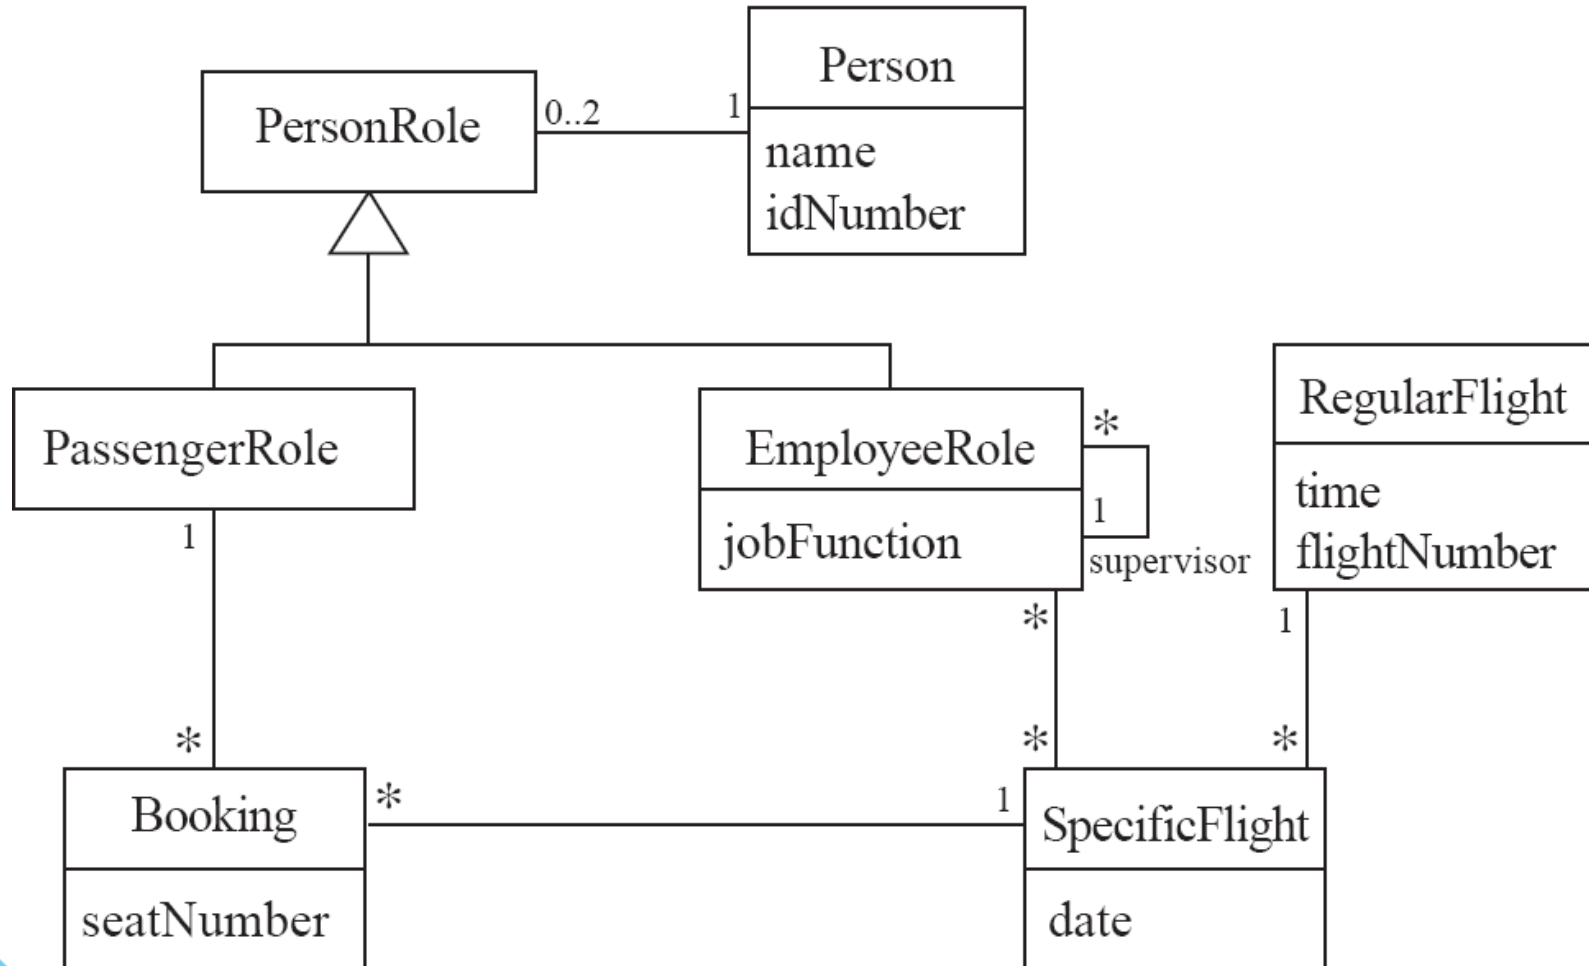 Person
name
idNumber
PersonRole
0..2
1
PassengerRole
1
*
EmployeeRole
jobFunction
*
1
supervisor
*
*
RegularFlight
time
flightNumber
1
*
Booking
seatNumber
*
1
SpecificFlight
date